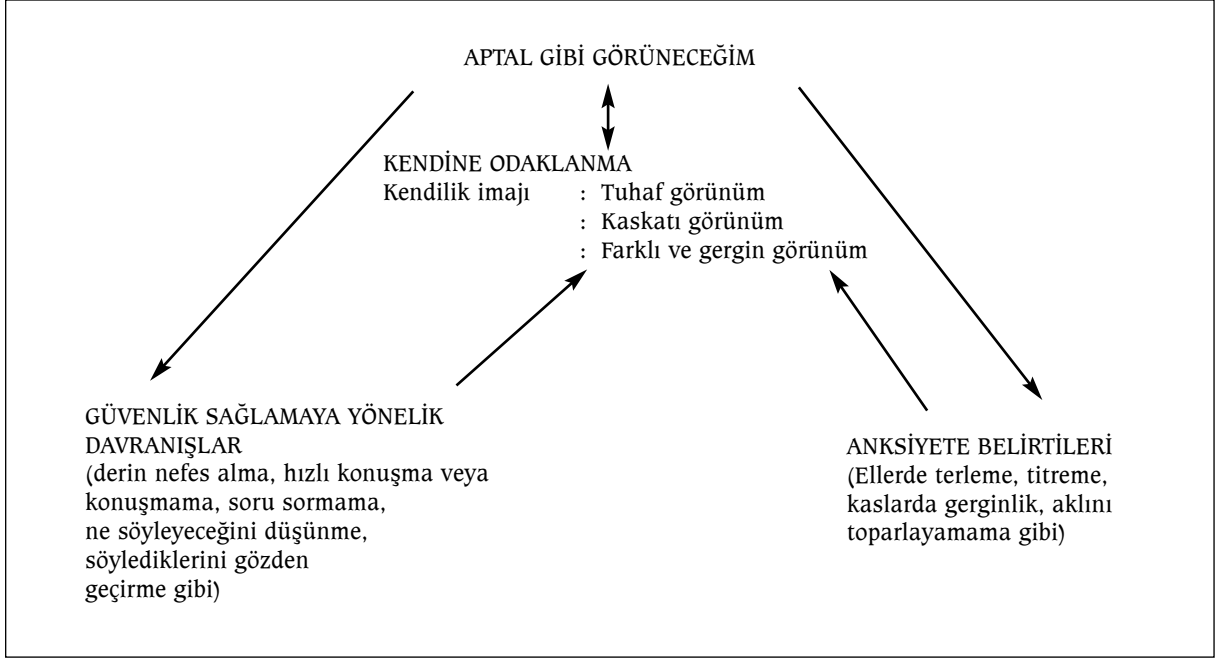 APTAL GİBİ GÖRÜNECEĞİM
KENDİNE ODAKLANMA
Kendilik imajı : Tuhaf görünüm
: Kaskatı görünüm
: Farklı ve gergin görünüm
GÜVENLİK SAĞLAMAYA YÖNELİK
DAVRANIŞLAR
(derin nefes alma, hızlı konuşma veya
konuşmama, soru sormama,
ne söyleyeceğini düşünme,
söylediklerini gözden
geçirme gibi)
ANKSİYETE BELİRTİLERİ
(Ellerde terleme, titreme,
kaslarda gerginlik, aklını
toparlayamama gibi)